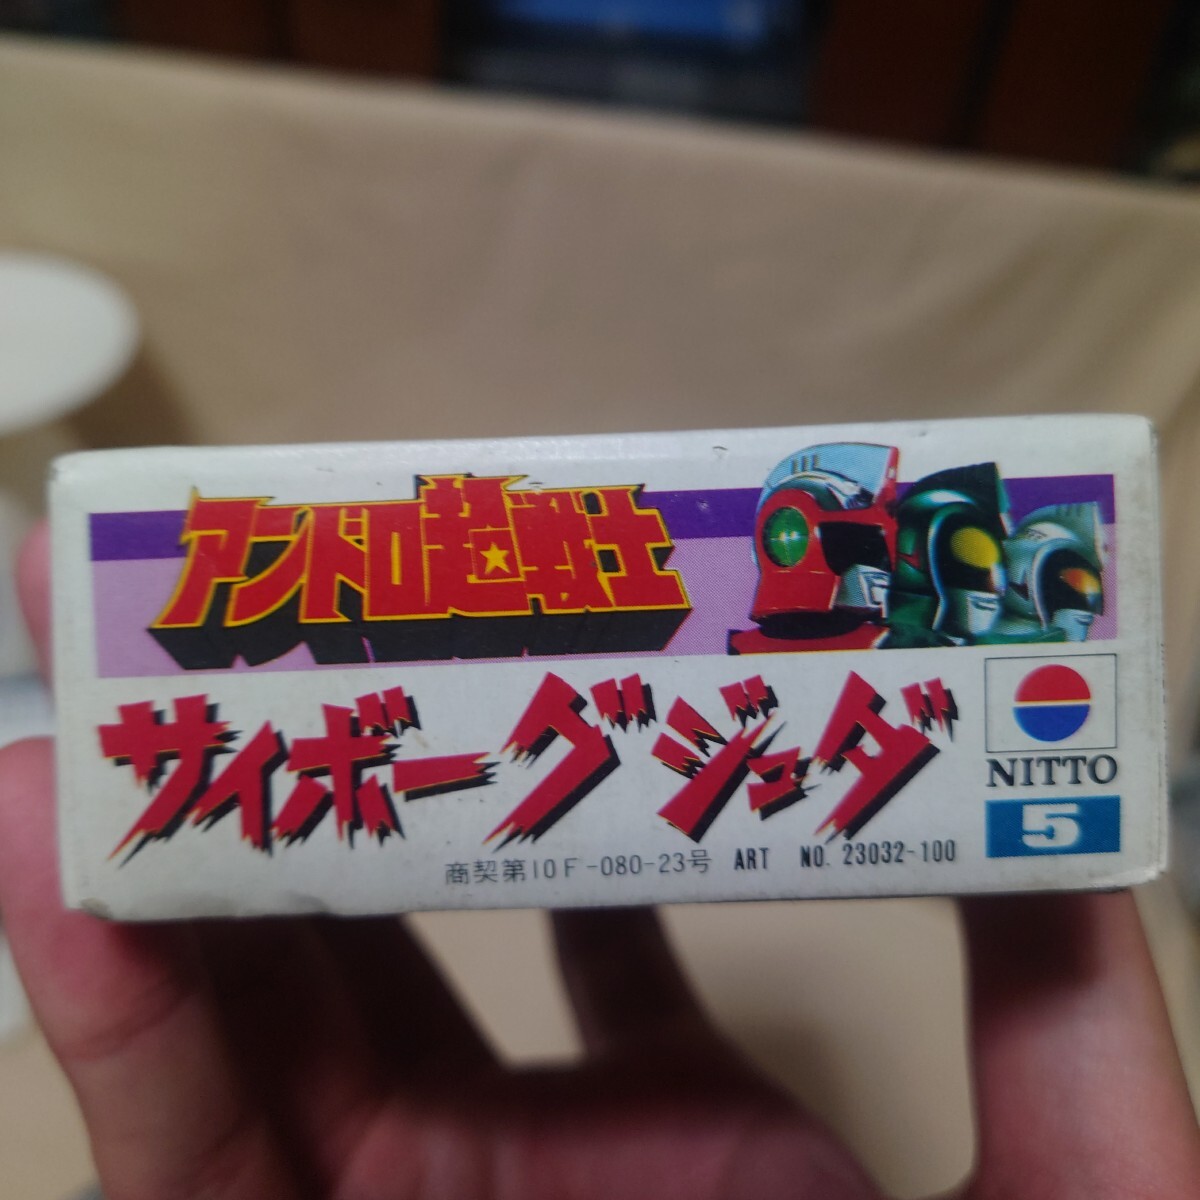 アンドロ超戦士
サイボーグジュダ
NITTO
5
商契第10F-080-23号 ART NO. 23032-100